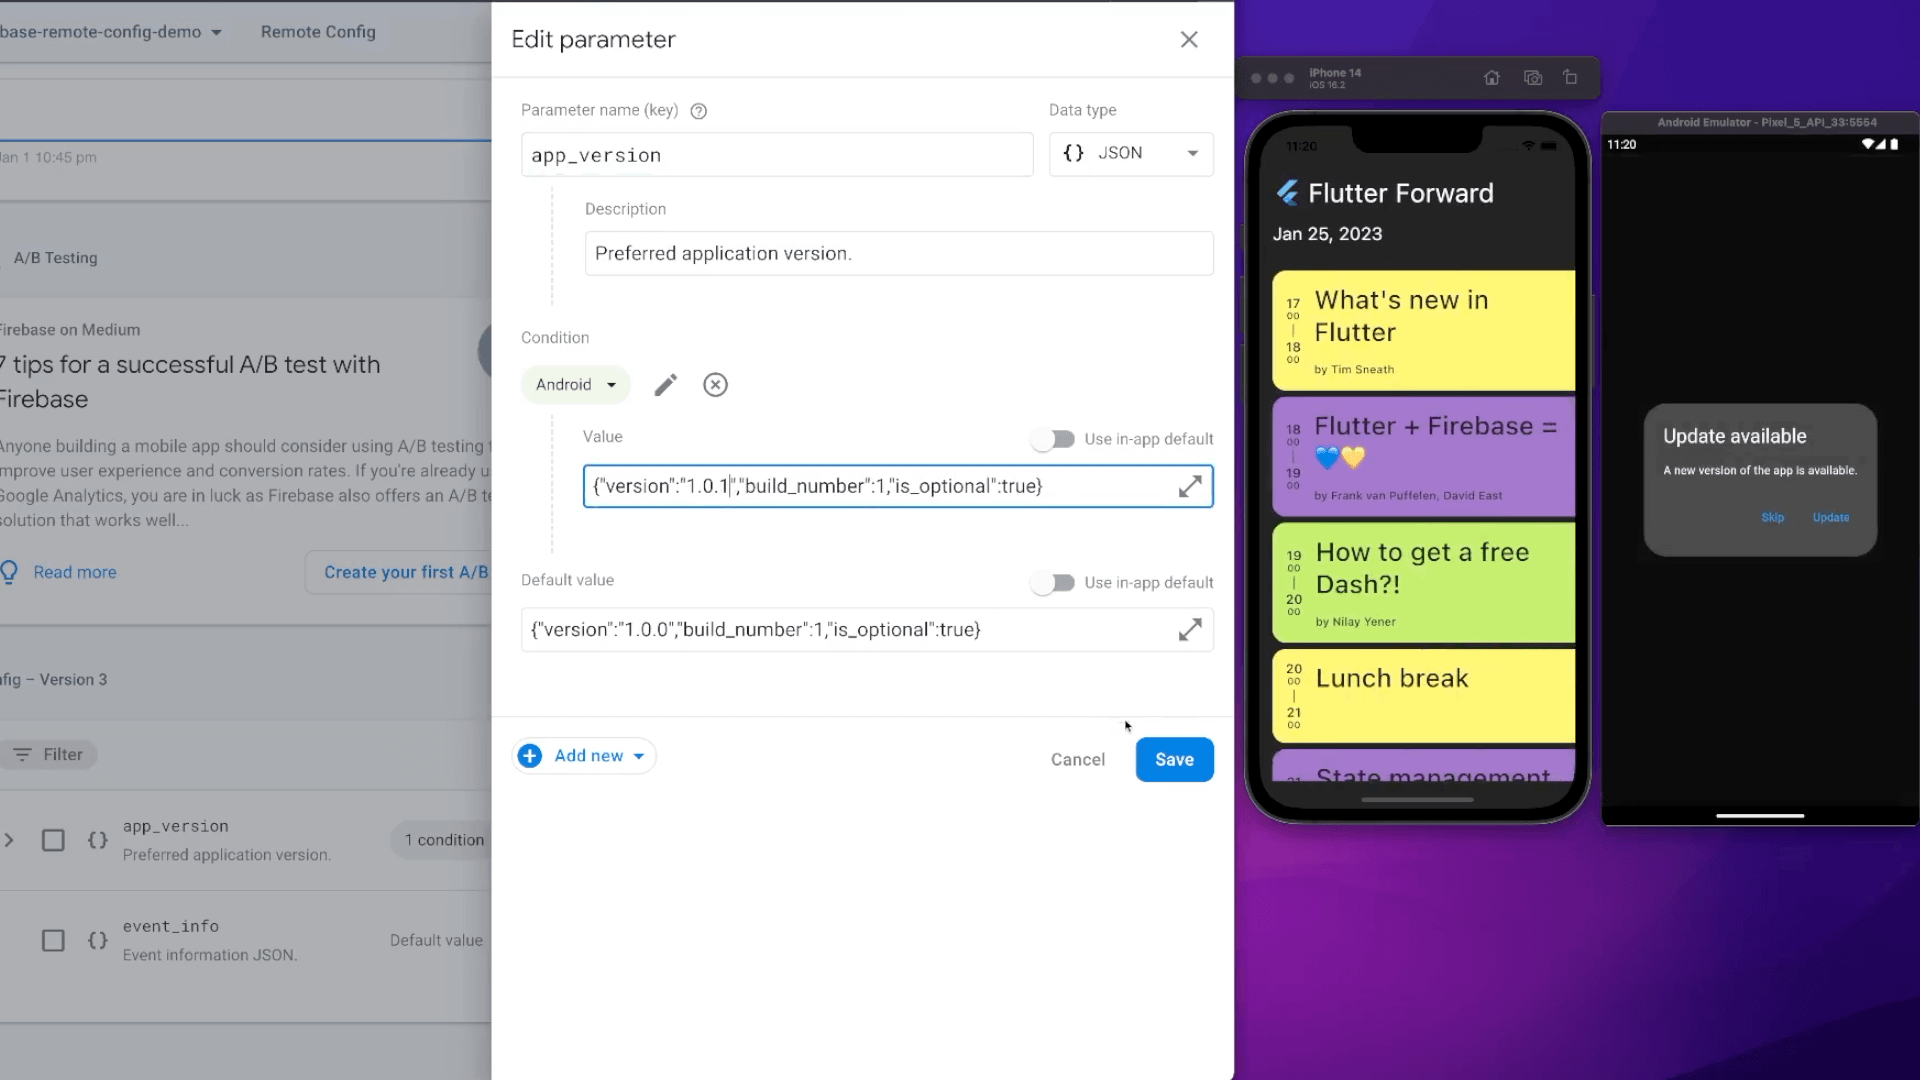 base-remote-config-demo
Remote Config
Jan 1 10:45 pm
A/B Testing
Firebase on Medium
7 tips for a successful A/B test with
Firebase
Anyone building a mobile app should consider using A/B testing
improve user experience and conversion rates. If you're already u
Google Analytics, you are in luck as Firebase also offers an A/B te
solution that works well...
Read more
Create your first A/B
nfig – Version 3
Filter
{} app_version
Preferred application version.
1 condition
{} event_info
Event information JSON.
Default value
Edit parameter
Parameter name (key)
app_version
Data type
{} JSON
Description
Preferred application version.
Condition
Android
Value
Use in-app default
{"version":"1.0.1","build_number":1,"is_optional":true}
Default value
Use in-app default
{"version":"1.0.0","build_number":1,"is_optional":true}
Add new
Cancel
Save
iPhone 14
iOS 16.2
11:20
Flutter Forward
Jan 25, 2023
17
00
18
00
What's new in
Flutter
by Tim Sneath
18
00
19
00
Flutter + Firebase =
💙💛
by Frank van Puffelen, David East
19
00
20
00
How to get a free
Dash?!
by Nilay Yener
20
00
21
00
Lunch break
21
State management
Android Emulator - Pixel_5_API_33:5554
11:20
Update available
A new version of the app is available.
Skip
Update